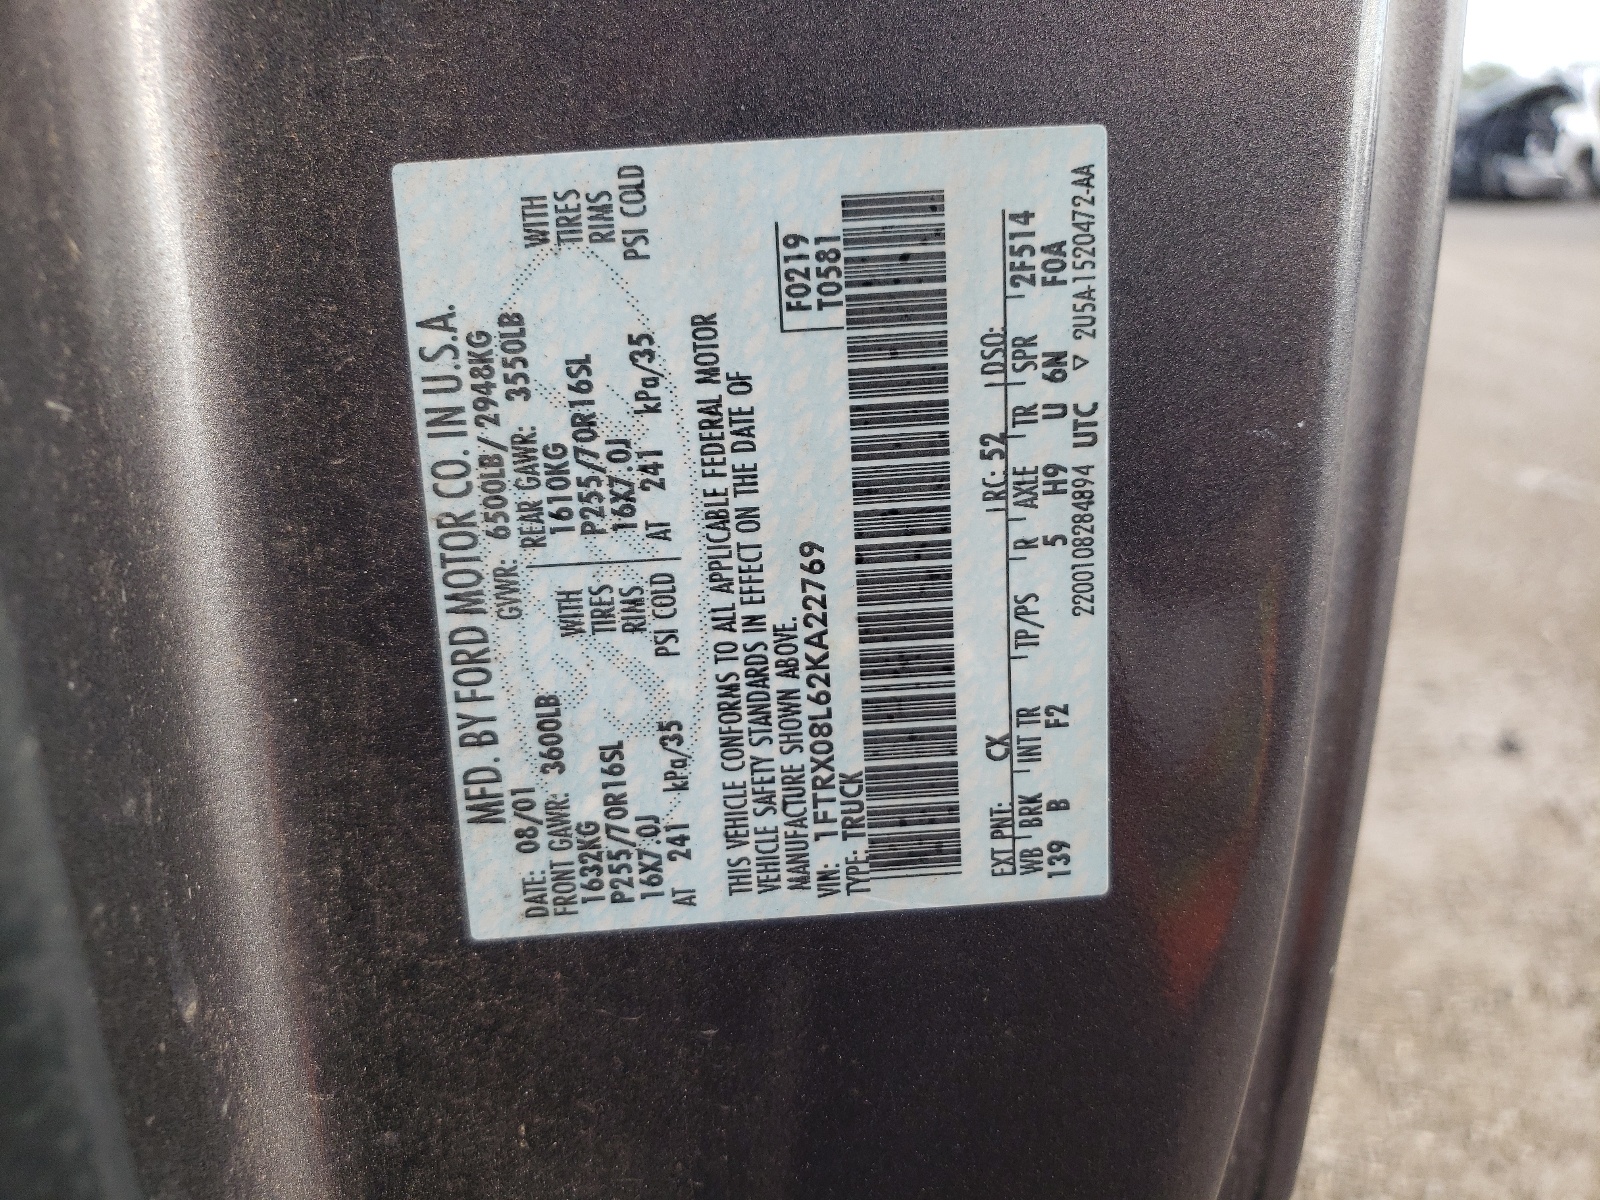 MFD. BY FORD MOTOR CO. IN U.S.A.
DATE: 08/01 GVWR: 6500LB/ 2948KG
FRONT GAWR: 3600LB REAR GAWR: 3550LB
1632KG WITH 1610KG WITH
P255/70R16SL TIRES P255/70R16SL TIRES
16X7.0J RIMS 16X7.0J RIMS
AT 241 kPa/35 PSI COLD AT 241 kPa/35 PSI COLD
THIS VEHICLE CONFORMS TO ALL APPLICABLE FEDERAL MOTOR
VEHICLE SAFETY STANDARDS IN EFFECT ON THE DATE OF
MANUFACTURE SHOWN ABOVE.
VIN: 1FTRX08L62KA22769 F0219
TYPE: TRUCK T0581
EXT PNT: CX RC: 52 DSO: 2F514
WB BRK INT TR TP/PS R AXLE TR SPR
139 B F2 5 H9 U 6N F0A
2200108284894 UTC ▽ 2U5A-1520472-AA